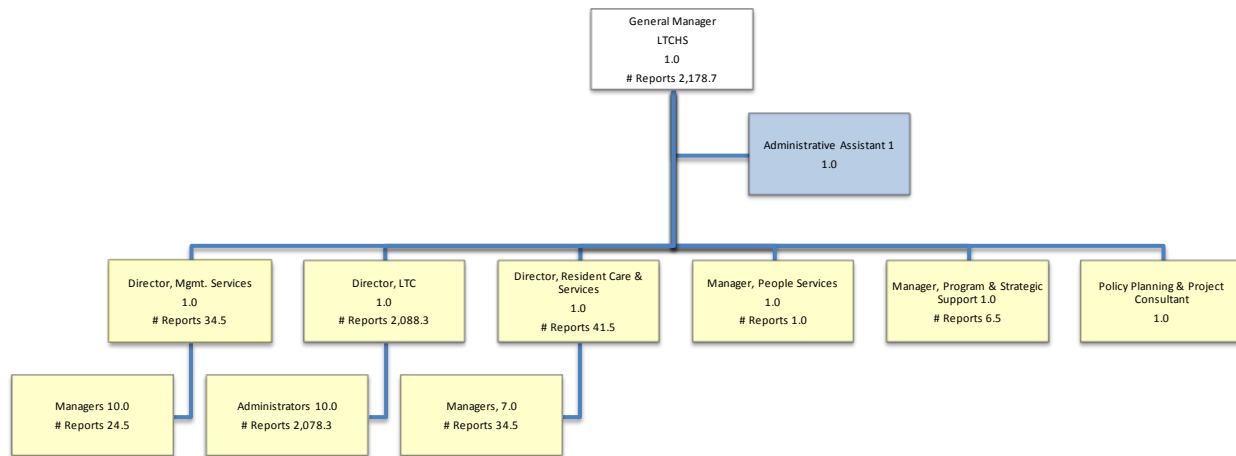 General Manager
LTCHS
1.0
# Reports 2,178.7
Administrative Assistant 1
1.0
Director, Mgmt. Services
1.0
# Reports 34.5
Director, LTC
1.0
# Reports 2,088.3
Director, Resident Care &
Services
1.0
# Reports 41.5
Manager, People Services
1.0
# Reports 1.0
Manager, Program & Strategic
Support 1.0
# Reports 6.5
Policy Planning & Project
Consultant
1.0
Managers 10.0
# Reports 24.5
Administrators 10.0
# Reports 2,078.3
Managers, 7.0
# Reports 34.5